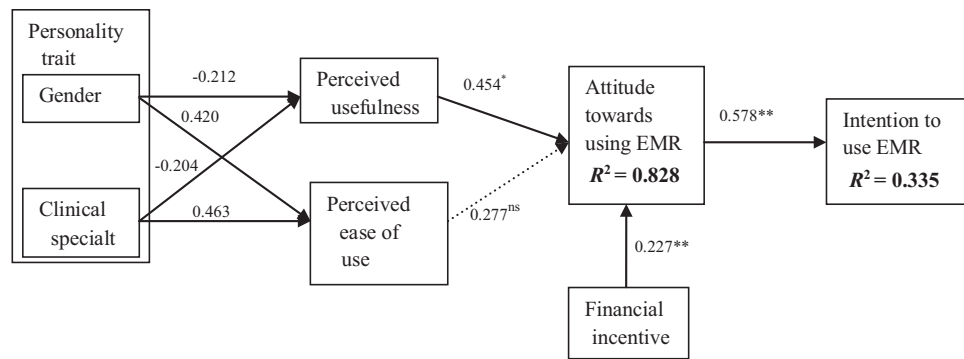 Personality
trait
Gender
Clinical
specialt
-0.212
0.420
-0.204
0.463
Perceived
usefulness
Perceived
ease of
use
0.454*
0.277ns
Attitude
towards
using EMR
R² = 0.828
0.227**
Financial
incentive
0.578**
Intention to
use EMR
R² = 0.335